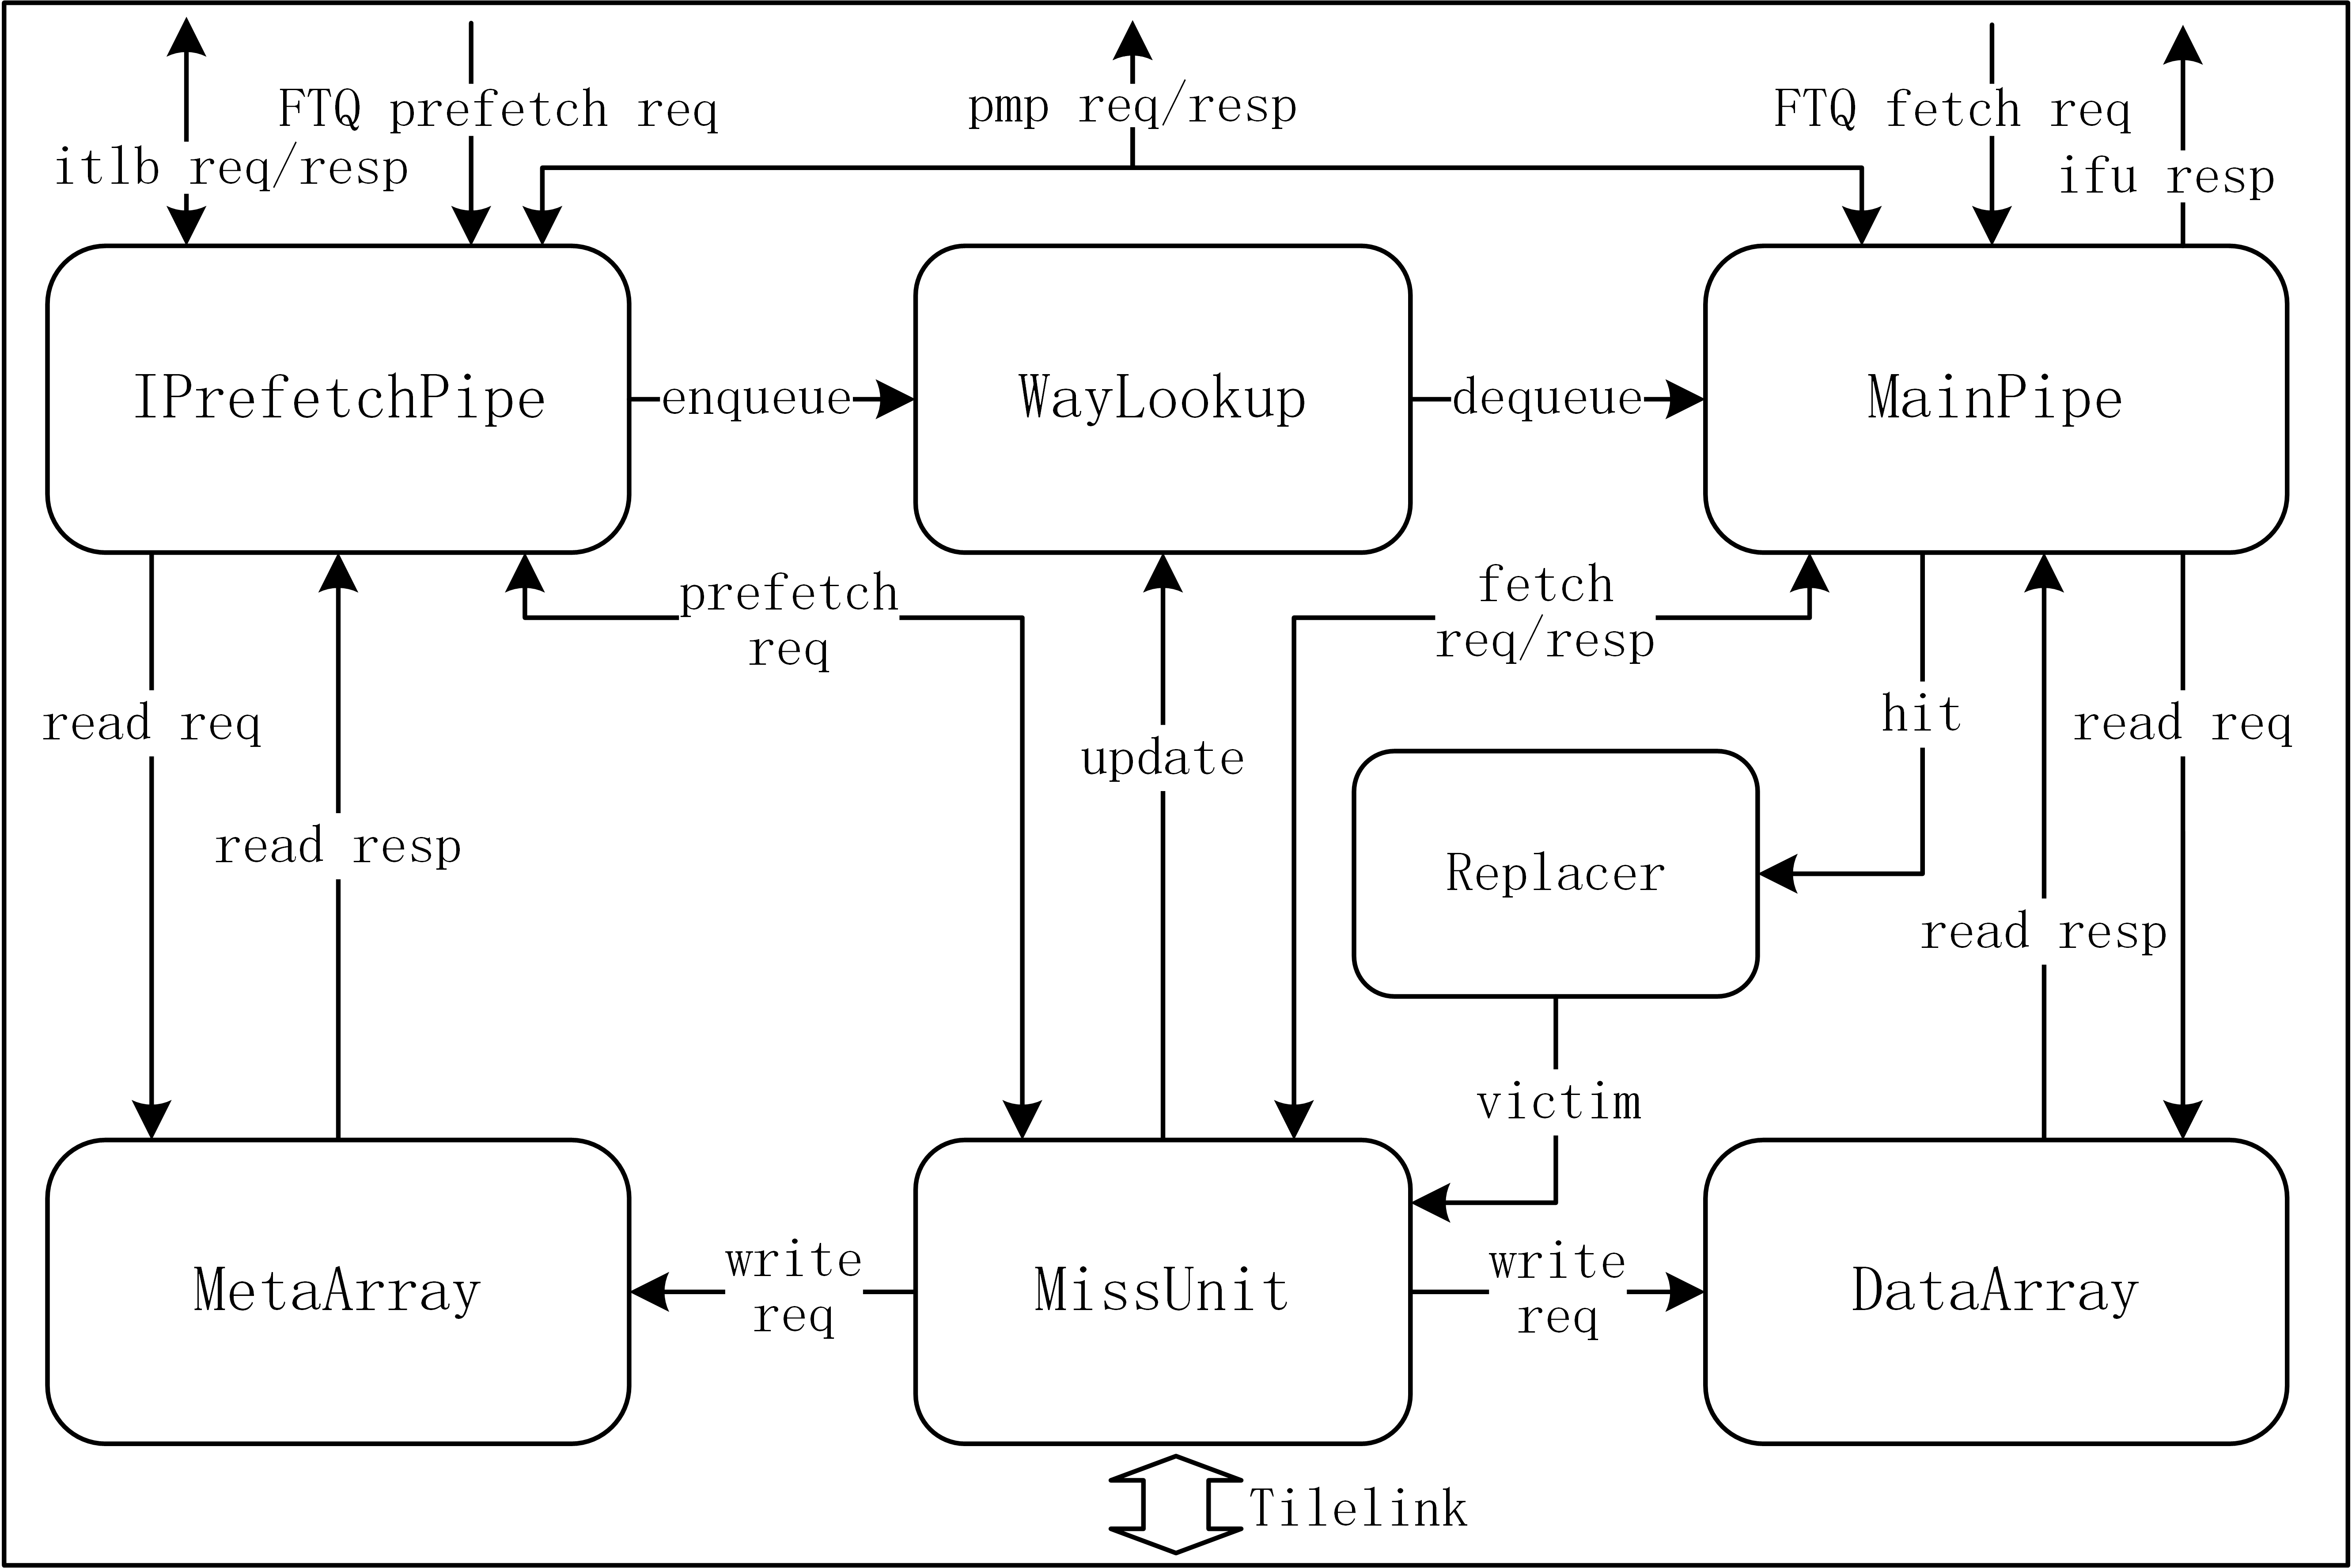 FTQ prefetch req
pmp req/resp
FTQ fetch req
itlb req/resp
ifu resp
IPrefetchPipe
enqueue
WayLookup
dequeue
MainPipe
prefetch
req
fetch
req/resp
read req
update
hit
read req
read resp
Replacer
read resp
victim
MetaArray
write
req
MissUnit
write
req
DataArray
Tilelink